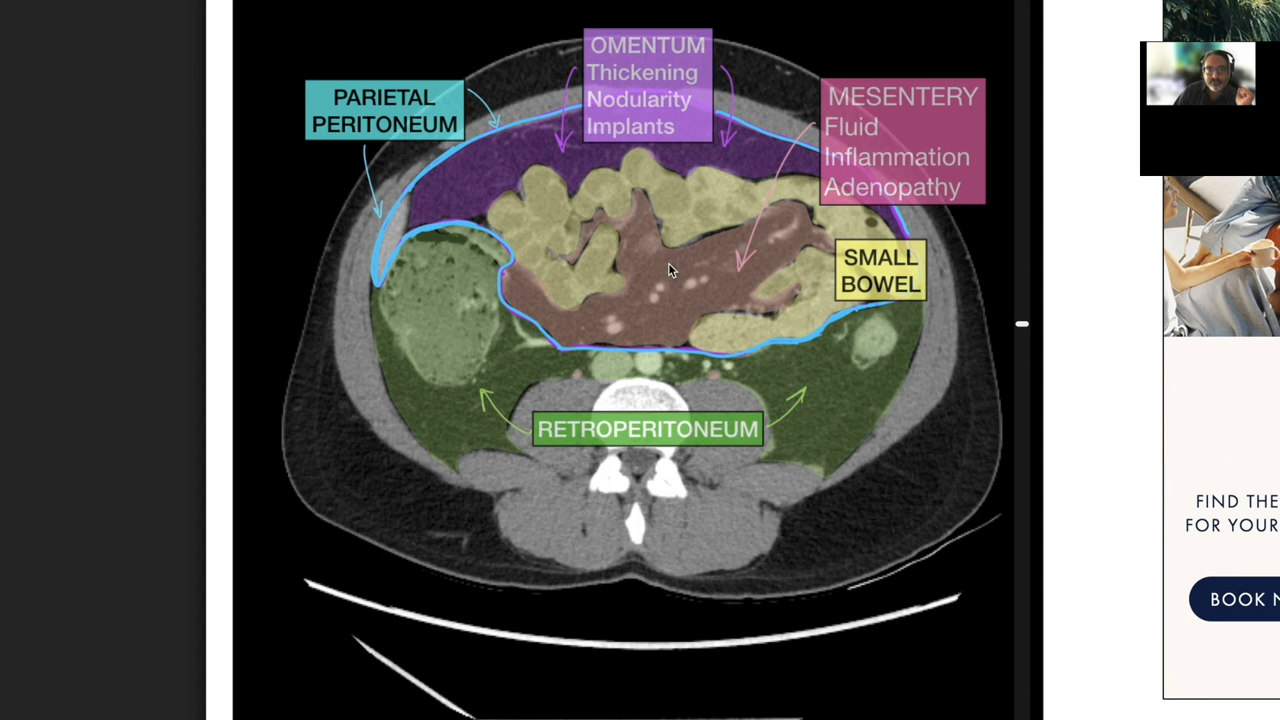 OMENTUM
Thickening
Nodularity
Implants
PARIETAL
PERITONEUM
MESENTERY
Fluid
Inflammation
Adenopathy
SMALL
BOWEL
RETROPERITONEUM
FIND THE
FOR YOUR
BOOK